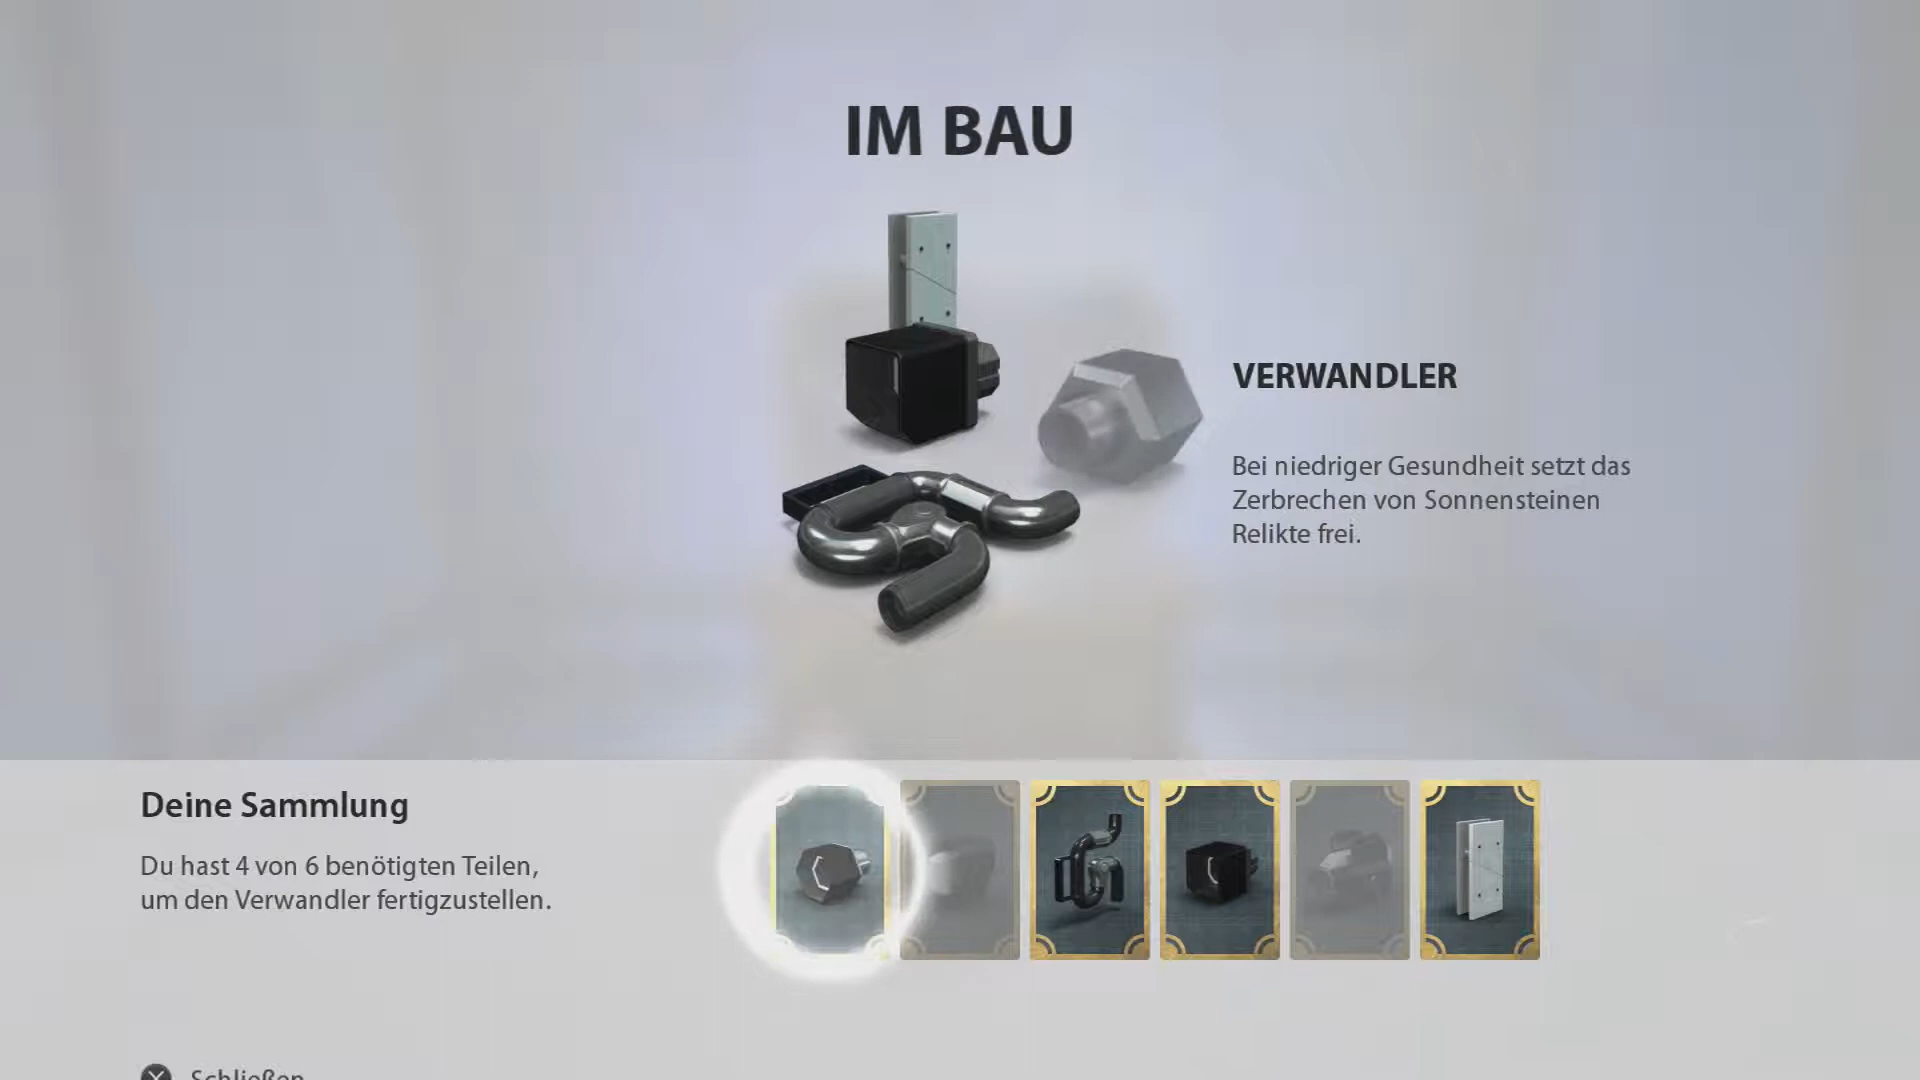 IM BAU
VERWANDLER
Bei niedriger Gesundheit setzt das
Zerbrechen von Sonnensteinen
Relikte frei.
Deine Sammlung
Du hast 4 von 6 benötigten Teilen,
um den Verwandler fertigzustellen.
Schließen